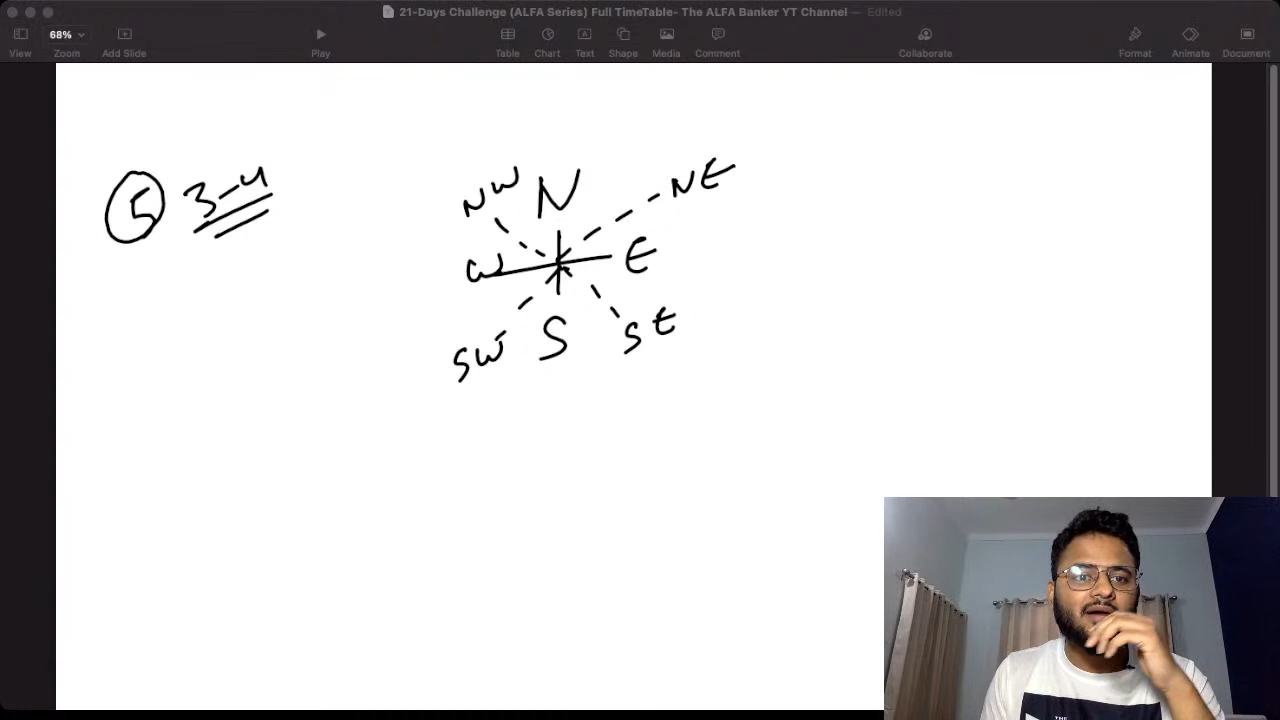 21-Days Challenge (ALFA Series) Full TimeTable- The ALFA Banker YT Channel — Edited
68%
View Zoom Add Slide Play Table Chart Text Shape Media Comment Collaborate Format Animate Document
5 3-4
NW N NE
W E
SW S SE
THE